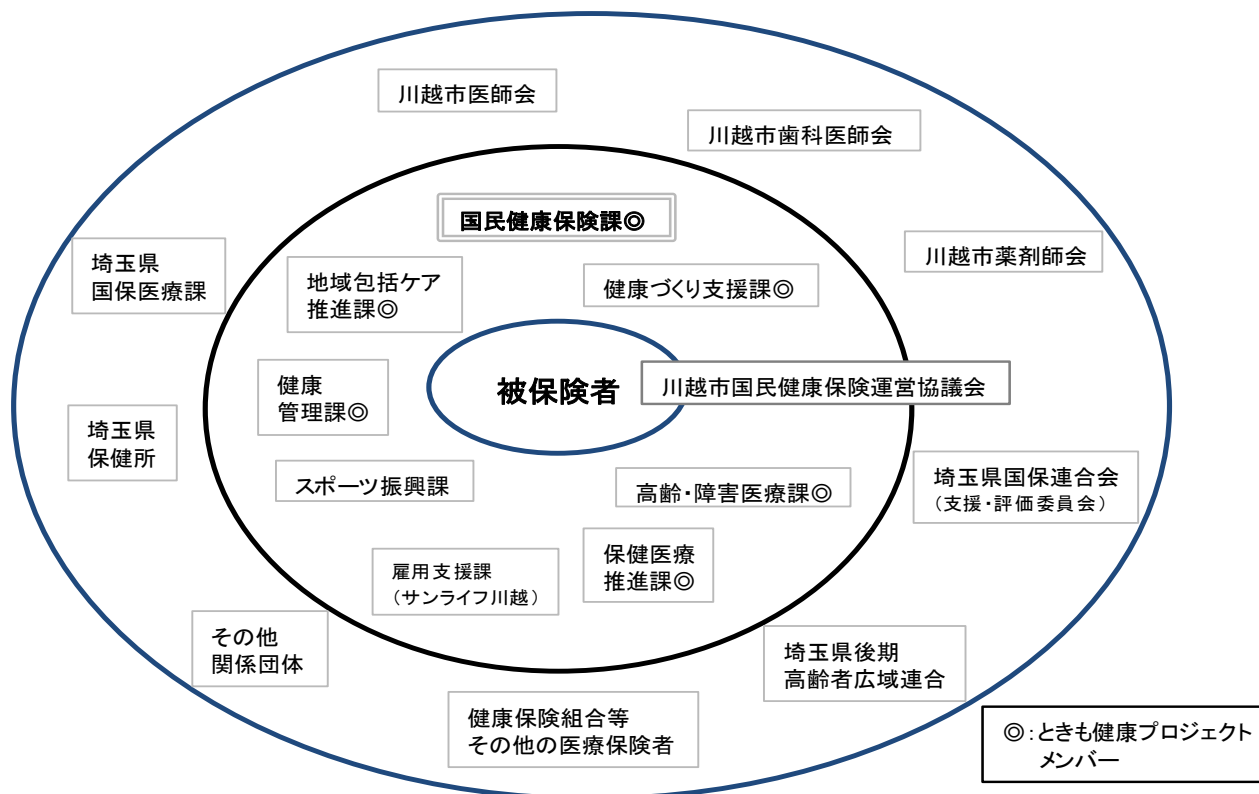 川越市医師会
川越市歯科医師会
国民健康保険課◎
埼玉県
国保医療課
地域包括ケア
推進課◎
健康づくり支援課◎
川越市薬剤師会
健康
管理課◎
被保険者
川越市国民健康保険運営協議会
埼玉県
保健所
スポーツ振興課
高齢・障害医療課◎
埼玉県国保連合会
（支援・評価委員会）
雇用支援課
（サンライフ川越）
保健医療
推進課◎
その他
関係団体
埼玉県後期
高齢者広域連合
健康保険組合等
その他の医療保険者
◎：ときも健康プロジェクト
メンバー